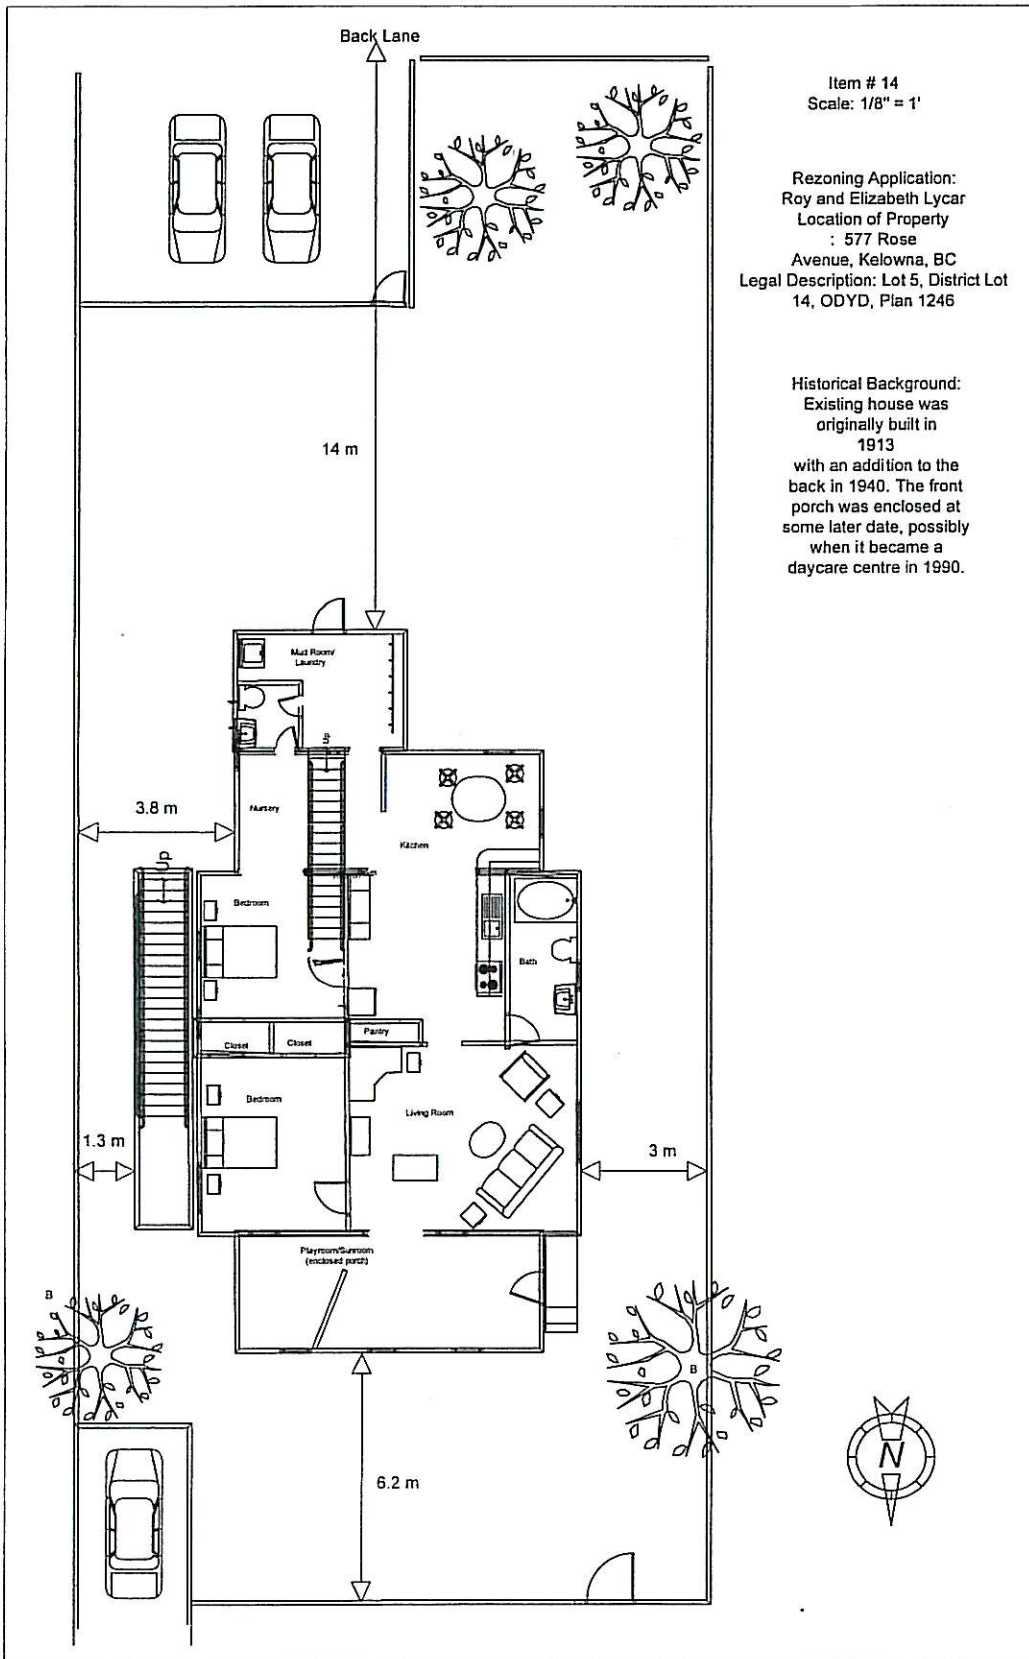 Back Lane
Item # 14
Scale: 1/8" = 1'
Rezoning Application:
Roy and Elizabeth Lycar
Location of Property
: 577 Rose
Avenue, Kelowna, BC
Legal Description: Lot 5, District Lot
14, ODYD, Plan 1246
Historical Background:
Existing house was
originally built in
1913
with an addition to the
back in 1940. The front
porch was enclosed at
some later date, possibly
when it became a
daycare centre in 1990.
14 m
Mud Room/
Laundry
Up
Nursery
3.8 m
Kitchen
Up
Bedroom
Bath
Closet
Closet
Pantry
Bedroom
Living Room
1.3 m
3 m
Playroom/Sunroom
(enclosed porch)
B
B
6.2 m
N